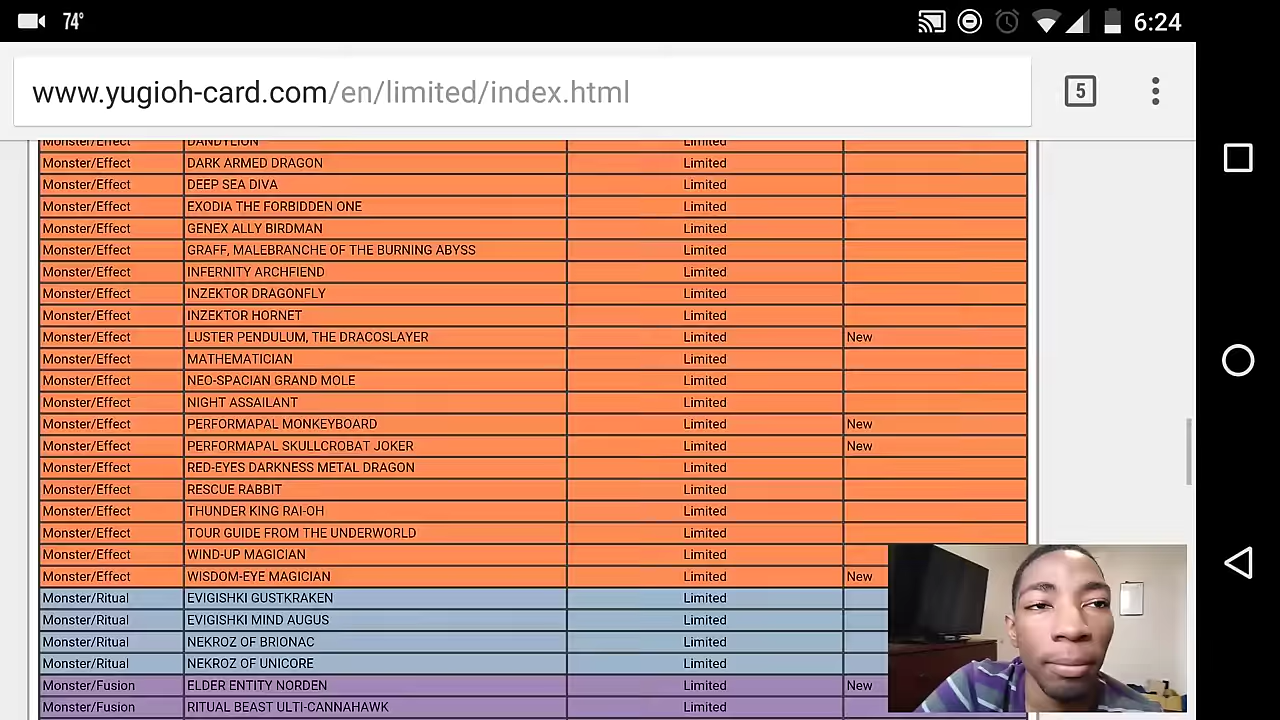 74° 6:24
www.yugioh-card.com/en/limited/index.html 5
Monster/Effect DANDYLION Limited
Monster/Effect DARK ARMED DRAGON Limited
Monster/Effect DEEP SEA DIVA Limited
Monster/Effect EXODIA THE FORBIDDEN ONE Limited
Monster/Effect GENEX ALLY BIRDMAN Limited
Monster/Effect GRAFF, MALEBRANCHE OF THE BURNING ABYSS Limited
Monster/Effect INFERNITY ARCHFIEND Limited
Monster/Effect INZEKTOR DRAGONFLY Limited
Monster/Effect INZEKTOR HORNET Limited
Monster/Effect LUSTER PENDULUM, THE DRACOSLAYER Limited New
Monster/Effect MATHEMATICIAN Limited
Monster/Effect NEO-SPACIAN GRAND MOLE Limited
Monster/Effect NIGHT ASSAILANT Limited
Monster/Effect PERFORMAPAL MONKEYBOARD Limited New
Monster/Effect PERFORMAPAL SKULLCROBAT JOKER Limited New
Monster/Effect RED-EYES DARKNESS METAL DRAGON Limited
Monster/Effect RESCUE RABBIT Limited
Monster/Effect THUNDER KING RAI-OH Limited
Monster/Effect TOUR GUIDE FROM THE UNDERWORLD Limited
Monster/Effect WIND-UP MAGICIAN Limited
Monster/Effect WISDOM-EYE MAGICIAN Limited New
Monster/Ritual EVIGISHKI GUSTKRAKEN Limited
Monster/Ritual EVIGISHKI MIND AUGUS Limited
Monster/Ritual NEKROZ OF BRIONAC Limited
Monster/Ritual NEKROZ OF UNICORE Limited
Monster/Fusion ELDER ENTITY NORDEN Limited New
Monster/Fusion RITUAL BEAST ULTI-CANNAHAWK Limited